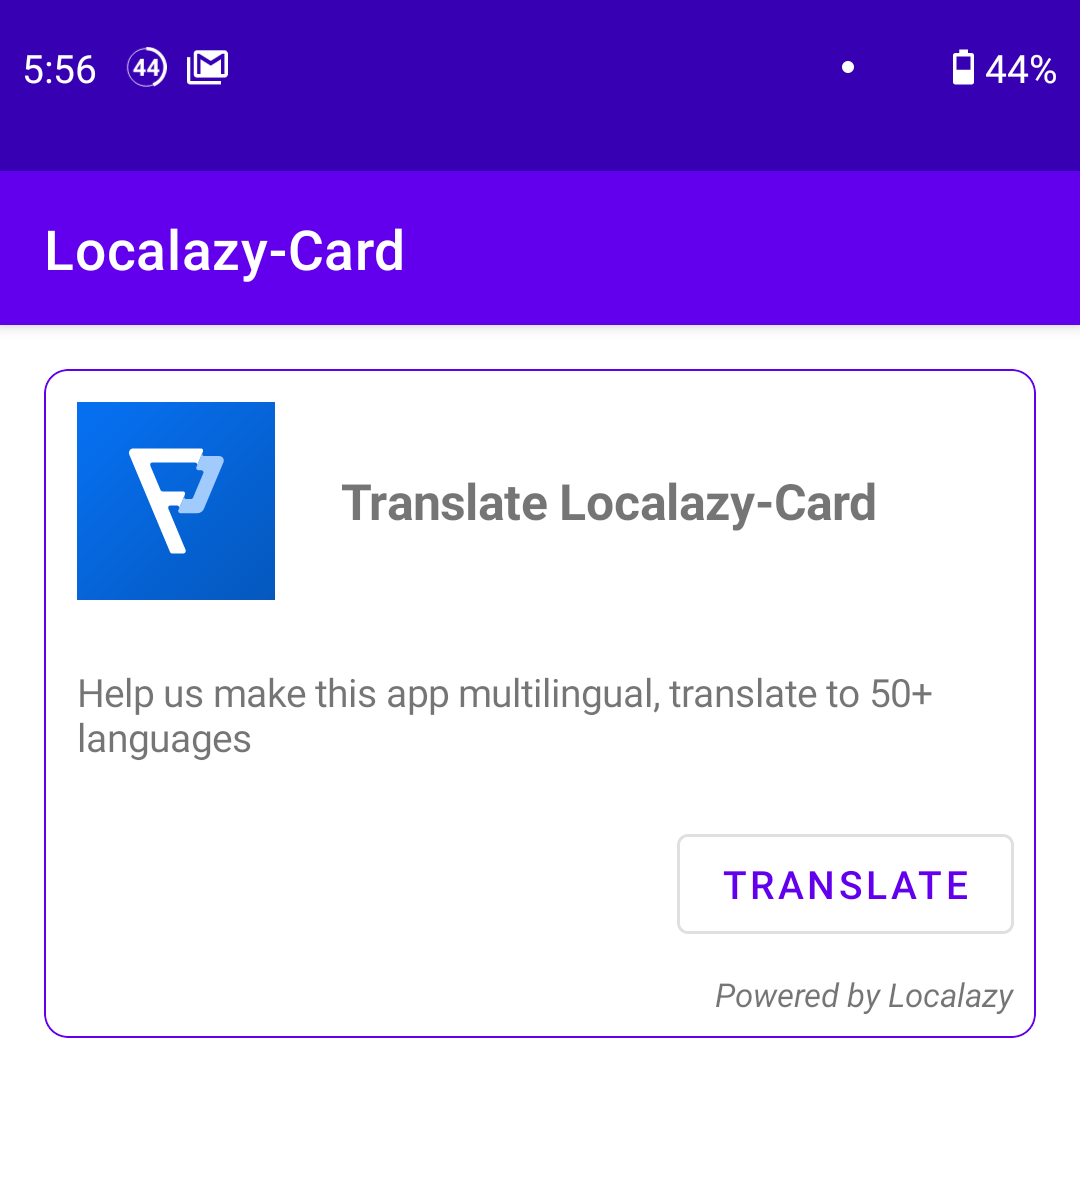 5:56 44 44%
Localazy-Card
Translate Localazy-Card
Help us make this app multilingual, translate to 50+
languages
TRANSLATE
Powered by Localazy